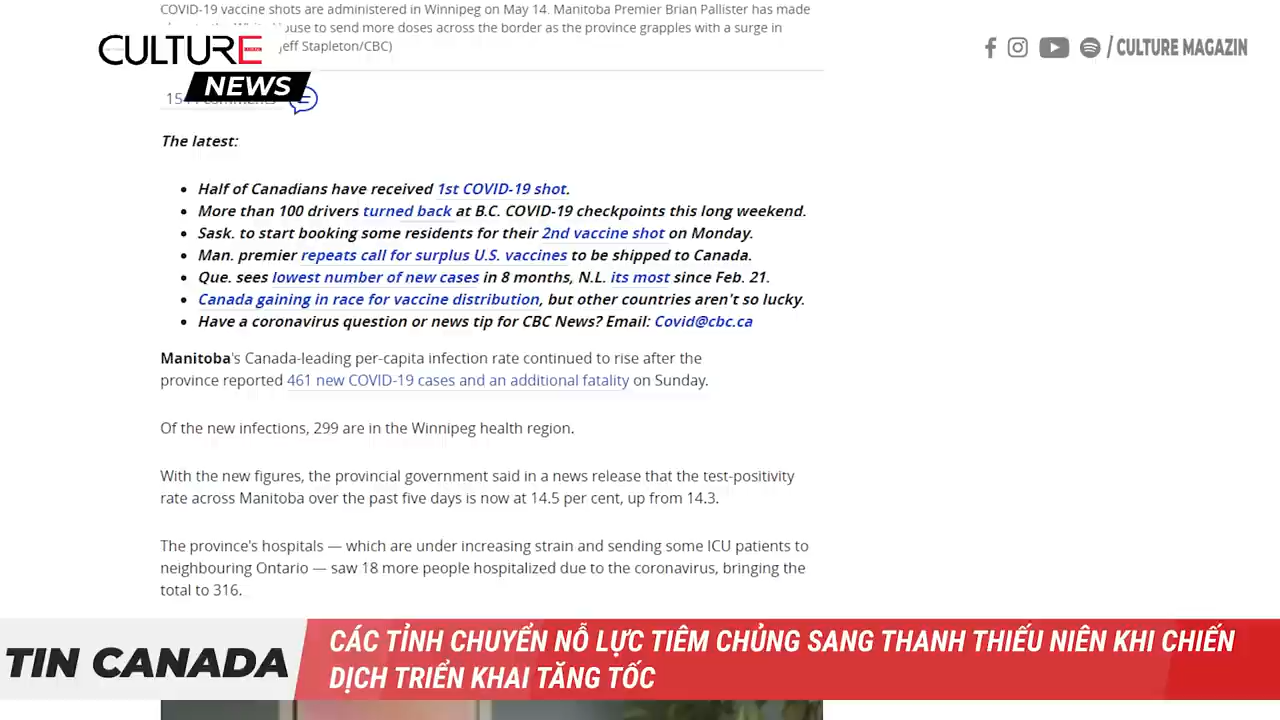 COVID-19 vaccine shots are administered in Winnipeg on May 14. Manitoba Premier Brian Pallister has made
House to send more doses across the border as the province grapples with a surge in
Jeff Stapleton/CBC)
CULTURE
NEWS
/ CULTURE MAGAZIN
The latest:
• Half of Canadians have received 1st COVID-19 shot.
• More than 100 drivers turned back at B.C. COVID-19 checkpoints this long weekend.
• Sask. to start booking some residents for their 2nd vaccine shot on Monday.
• Man. premier repeats call for surplus U.S. vaccines to be shipped to Canada.
• Que. sees lowest number of new cases in 8 months, N.L. its most since Feb. 21.
• Canada gaining in race for vaccine distribution, but other countries aren't so lucky.
• Have a coronavirus question or news tip for CBC News? Email: Covid@cbc.ca
Manitoba's Canada-leading per-capita infection rate continued to rise after the
province reported 461 new COVID-19 cases and an additional fatality on Sunday.
Of the new infections, 299 are in the Winnipeg health region.
With the new figures, the provincial government said in a news release that the test-positivity
rate across Manitoba over the past five days is now at 14.5 per cent, up from 14.3.
The province's hospitals — which are under increasing strain and sending some ICU patients to
neighbouring Ontario — saw 18 more people hospitalized due to the coronavirus, bringing the
total to 316.
TIN CANADA
CÁC TỈNH CHUYỂN NỖ LỰC TIÊM CHỦNG SANG THANH THIẾU NIÊN KHI CHIẾN
DỊCH TRIỂN KHAI TĂNG TỐC